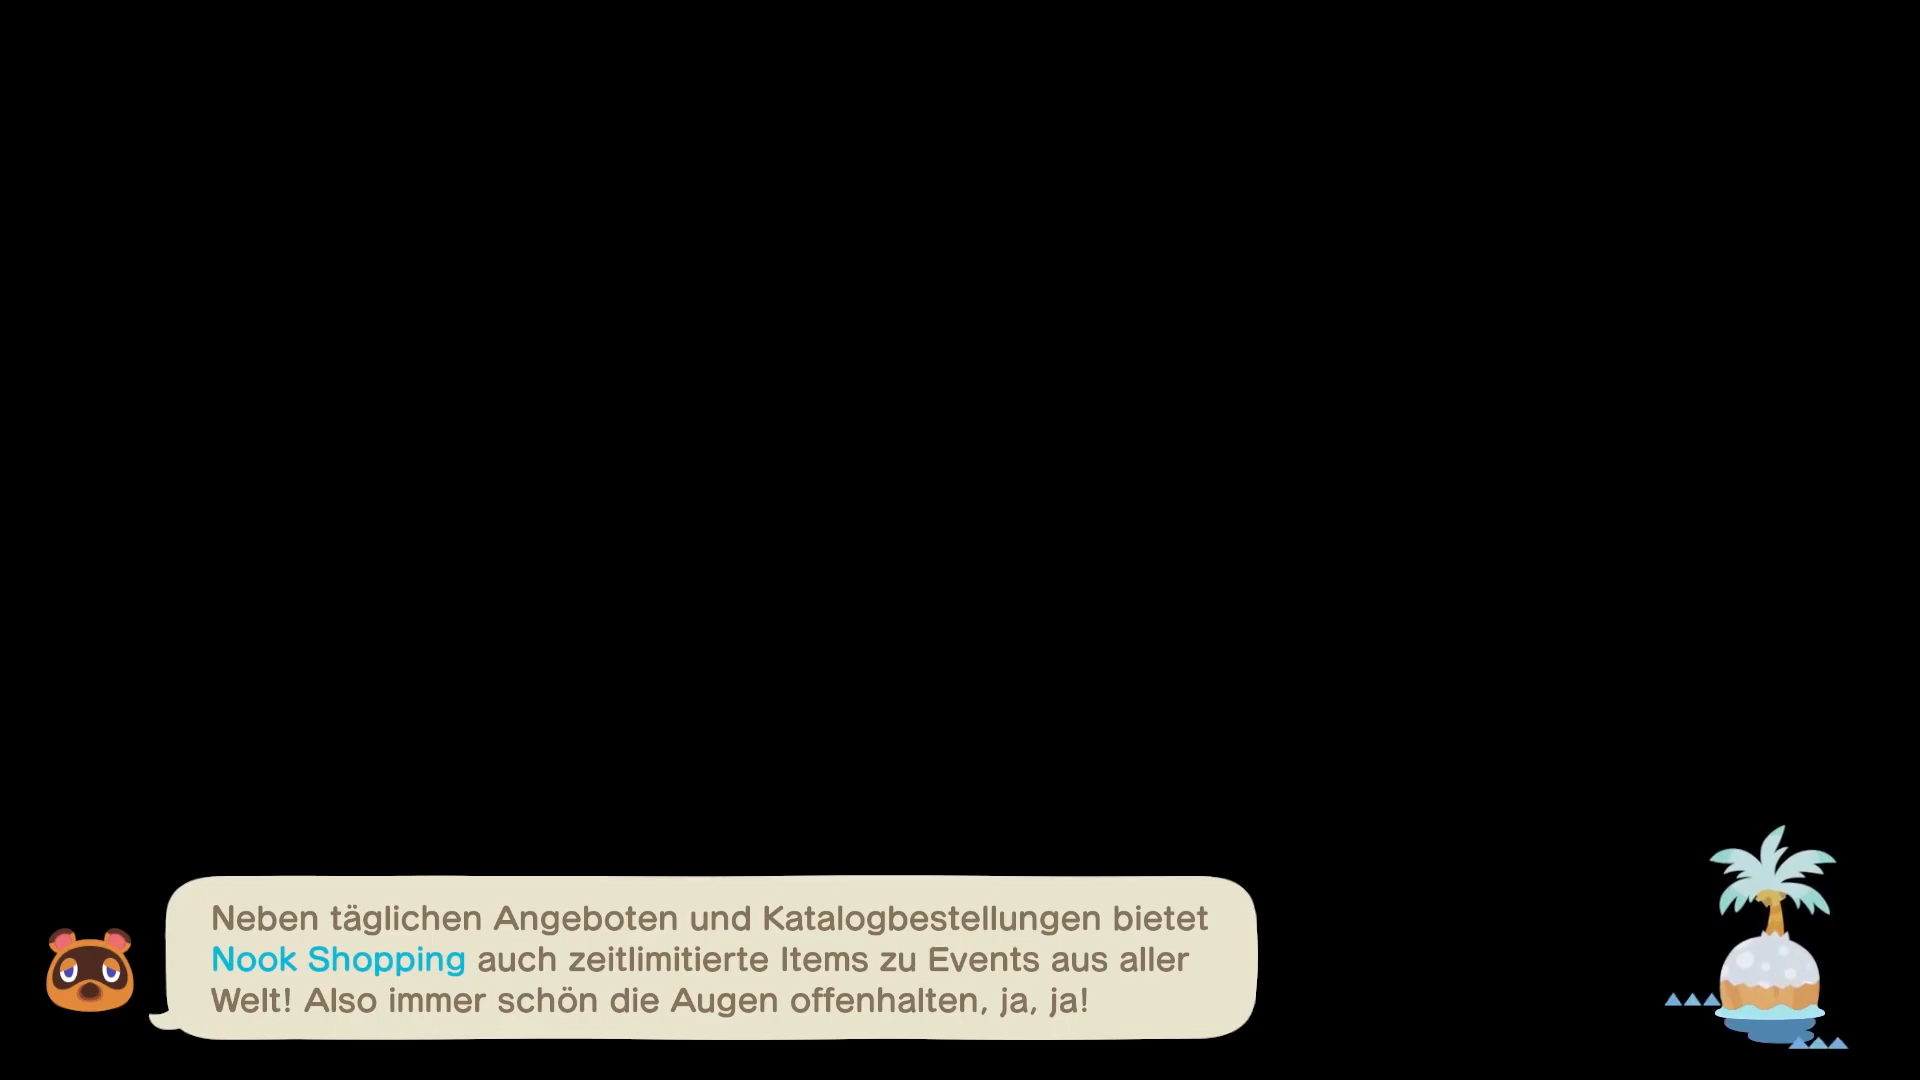 Neben täglichen Angeboten und Katalogbestellungen bietet
Nook Shopping auch zeitlimitierte Items zu Events aus aller
Welt! Also immer schön die Augen offenhalten, ja, ja!